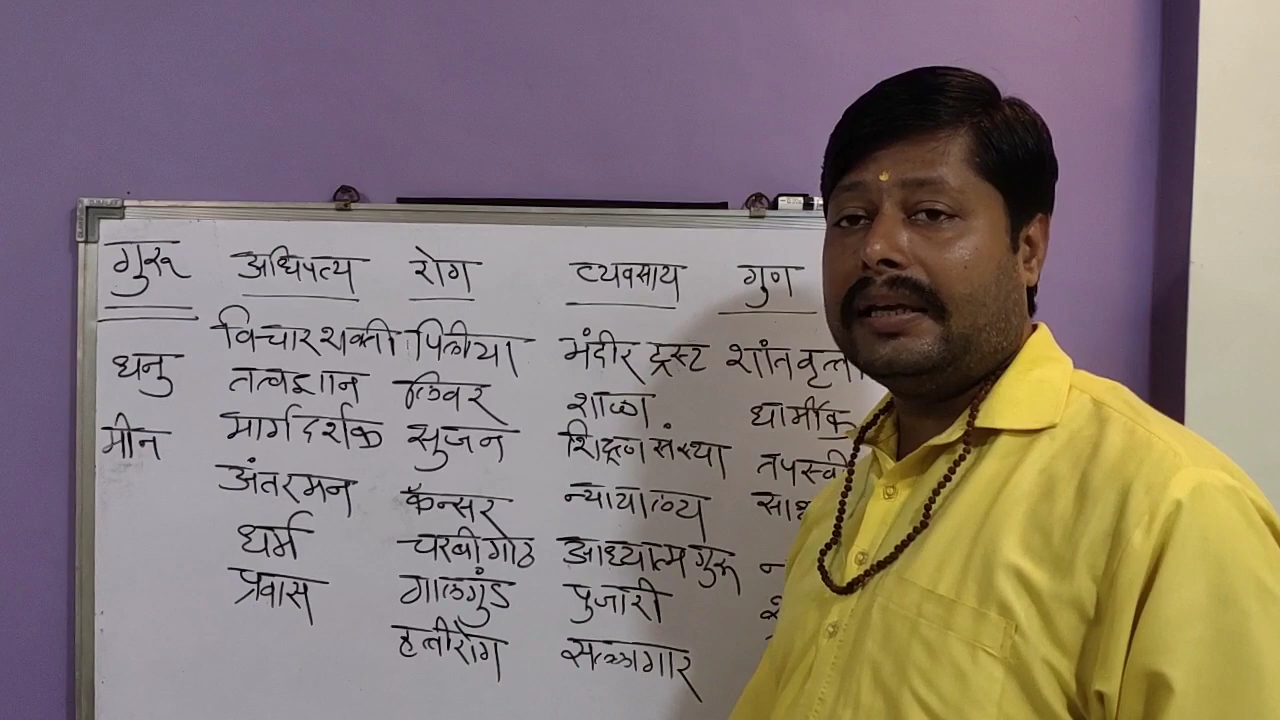 गुरू अधिपत्य रोग व्यवसाय गुण
विचारशक्ती पिलीया मंदीर ट्रस्ट शांतवृत्ती
धनु तत्वज्ञान लिवर शाळा धार्मीक
मीन मार्गदर्शक सुजन शिक्षण संस्था तपस्वी
अंतरमन कॅन्सर न्यायालय
धर्म चरबीगोठ आध्यात्म गुरू
प्रवास गालगुंड पुजारी
हत्तीरोग सल्लागार